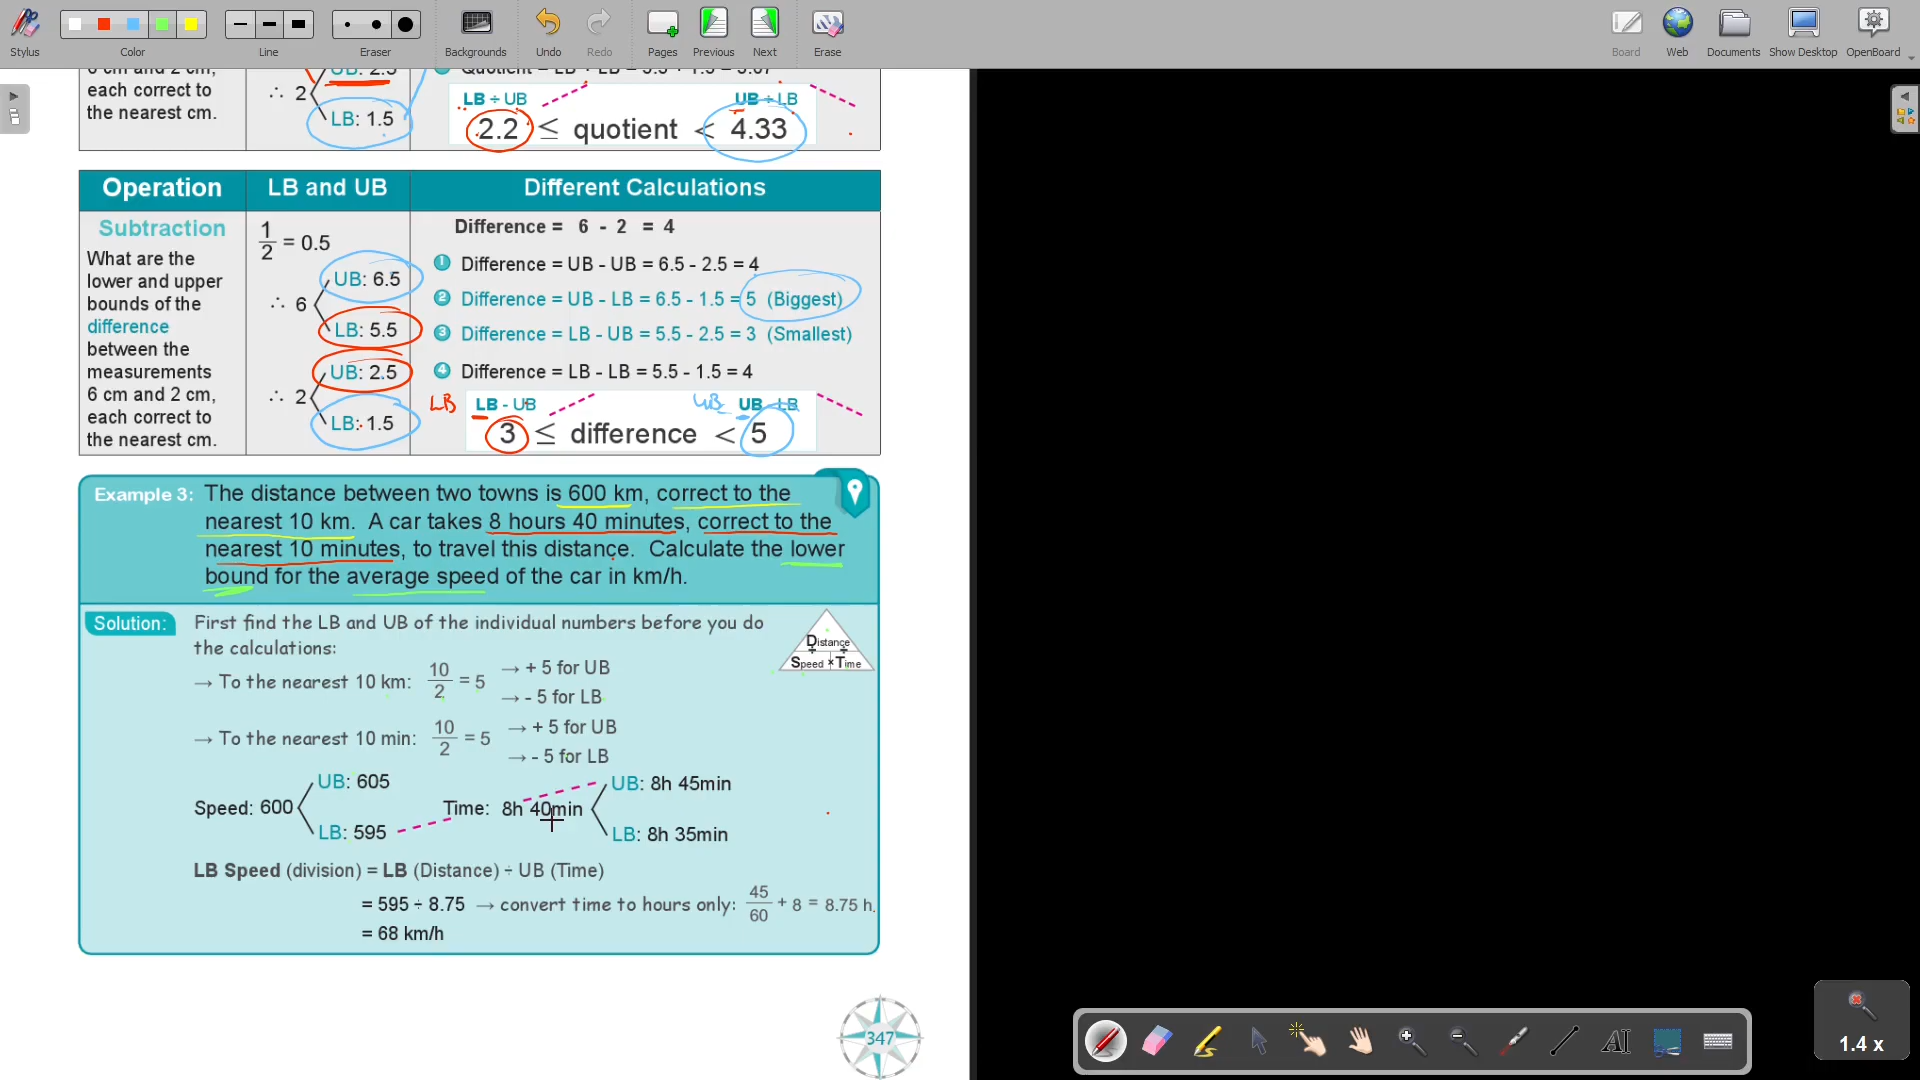 Stylus
Color
Line
Eraser
Backgrounds
Undo
Redo
Pages
Previous
Next
Erase
Board
Web
Documents
Show Desktop
OpenBoard
each correct to
the nearest cm.
∴ 2
UB: 2.5
LB: 1.5
LB ÷ UB
UB ÷ LB
2.2 ≤ quotient < 4.33
Operation
LB and UB
Different Calculations
Subtraction
What are the
lower and upper
bounds of the
difference
between the
measurements
6 cm and 2 cm,
each correct to
the nearest cm.
1/2 = 0.5
UB: 6.5
∴ 6
LB: 5.5
UB: 2.5
∴ 2
LB: 1.5
Difference = 6 - 2 = 4
1 Difference = UB - UB = 6.5 - 2.5 = 4
2 Difference = UB - LB = 6.5 - 1.5 = 5 (Biggest)
3 Difference = LB - UB = 5.5 - 2.5 = 3 (Smallest)
4 Difference = LB - LB = 5.5 - 1.5 = 4
LB
LB - UB
UB
UB - LB
3 ≤ difference < 5
Example 3: The distance between two towns is 600 km, correct to the
nearest 10 km. A car takes 8 hours 40 minutes, correct to the
nearest 10 minutes, to travel this distance. Calculate the lower
bound for the average speed of the car in km/h.
Solution: First find the LB and UB of the individual numbers before you do
the calculations:
Distance
÷ ÷
Speed × Time
→ To the nearest 10 km: 10/2 = 5
→ + 5 for UB
→ - 5 for LB
→ To the nearest 10 min: 10/2 = 5
→ + 5 for UB
→ - 5 for LB
Speed: 600
UB: 605
LB: 595
Time: 8h 40min
UB: 8h 45min
LB: 8h 35min
LB Speed (division) = LB (Distance) ÷ UB (Time)
= 595 ÷ 8.75 → convert time to hours only: 45/60 + 8 = 8.75 h.
= 68 km/h
347
1.4 x